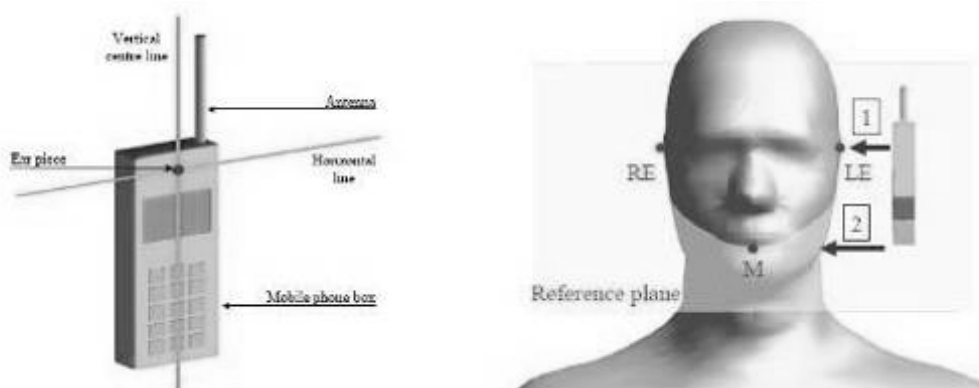 Vertical
centre line
Antenna
Ear piece
Horizontal
line
Mobile phone box
1
RE
LE
2
M
Reference plane